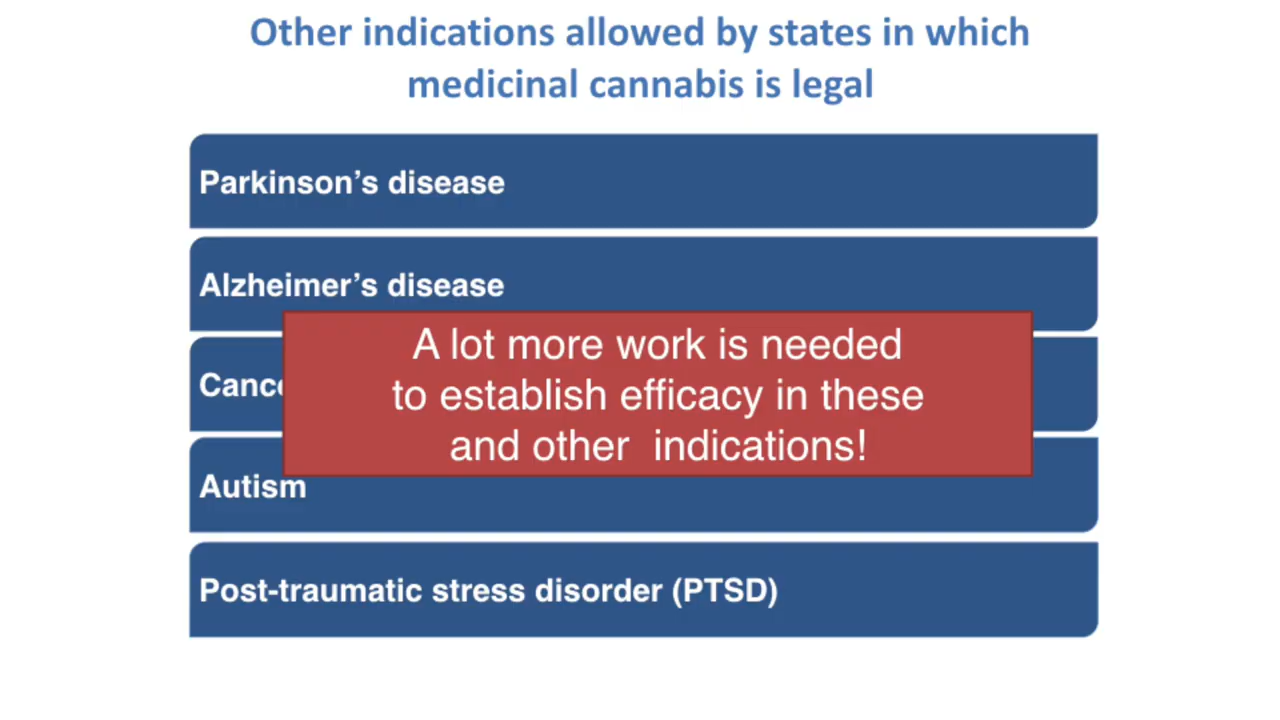 Other indications allowed by states in which
medicinal cannabis is legal
Parkinson’s disease
Alzheimer’s disease
A lot more work is needed
to establish efficacy in these
and other indications!
Autism
Post-traumatic stress disorder (PTSD)